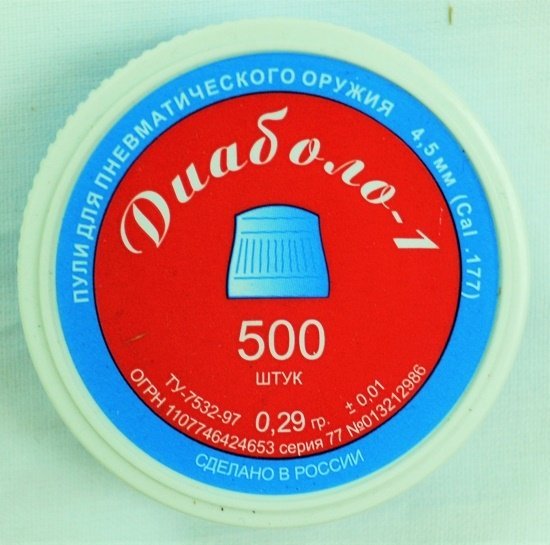 ПУЛИ ДЛЯ ПНЕВМАТИЧЕСКОГО ОРУЖИЯ 4,5 мм (Cal .177)
Диаболо-1
500
ШТУК
ТУ-7532-97 0,29 гр. ± 0,01
ОГРН 1107746424653 серия 77 №013212986
СДЕЛАНО В РОССИИ